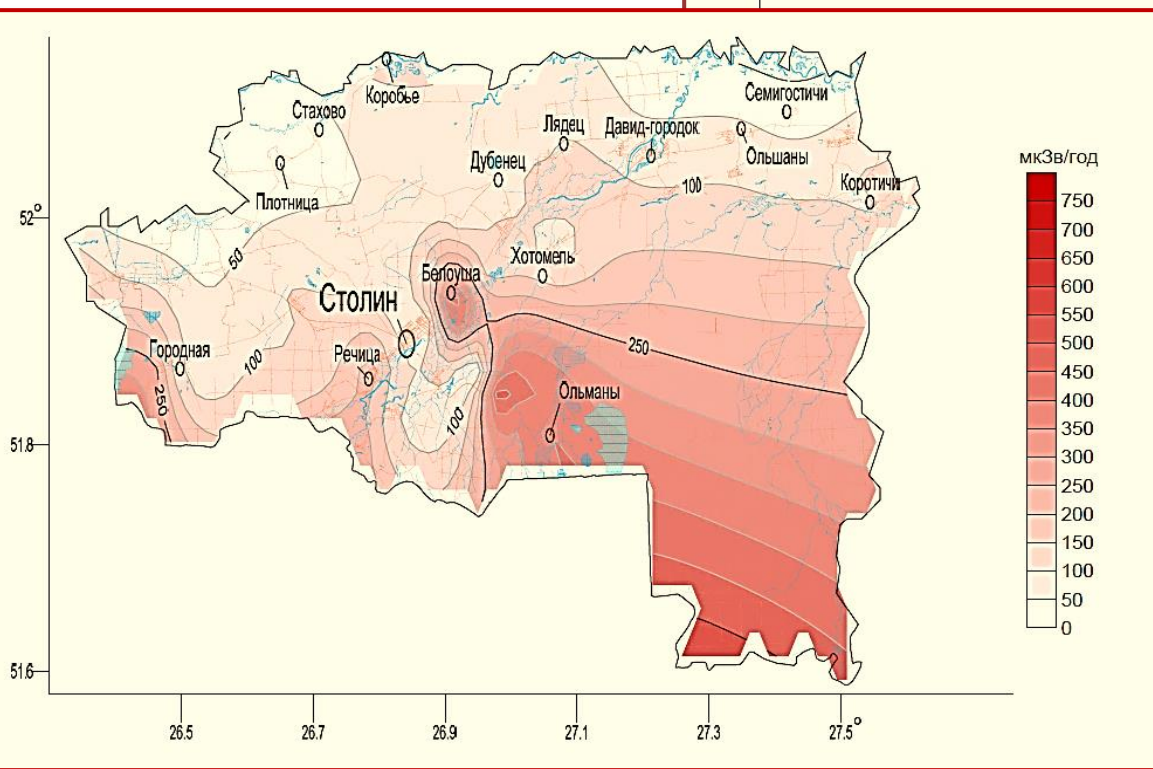 Семигостичи
Коробье
Стахово
Лядец
Давид-городок
Ольшаны
мкЗв/год
Дубенец
Коротичи
Плотница
100
750
52°
700
50
Хотомель
650
Белоуша
600
Столин
550
250
500
Городная
Речица
100
450
250
Ольманы
400
100
350
51.8
300
250
200
150
100
50
0
51.6
26.5
26.7
26.9
27.1
27.3
27.5°